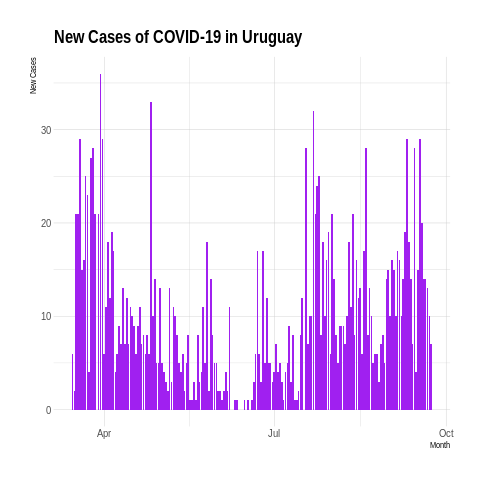 New Cases of COVID-19 in Uruguay
New Cases
30
20
10
0
Apr
Jul
Oct
Month